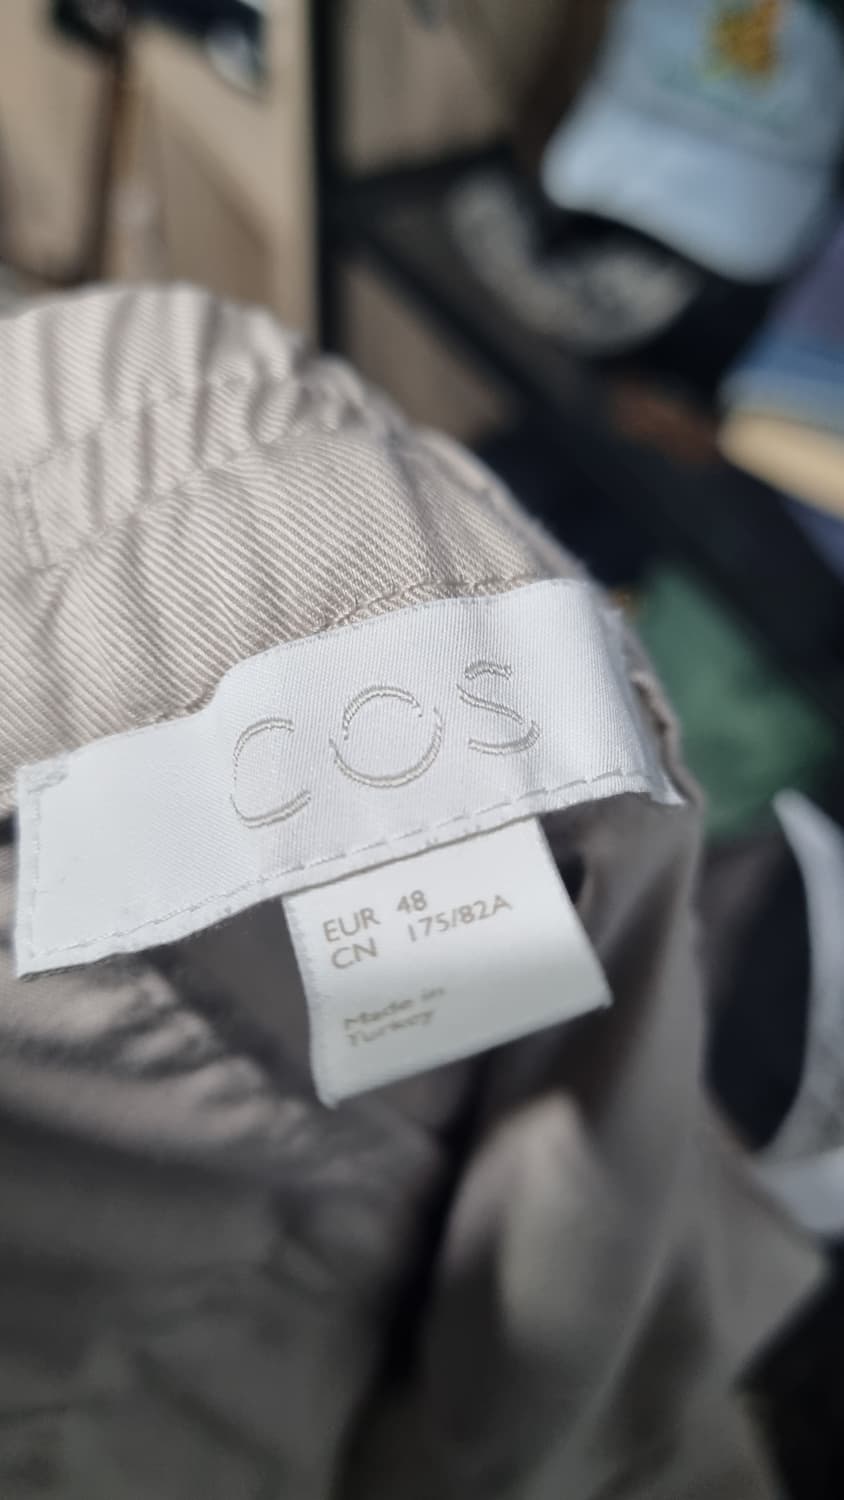 COS
EUR 48
CN 175/82A
Made in
Turkey